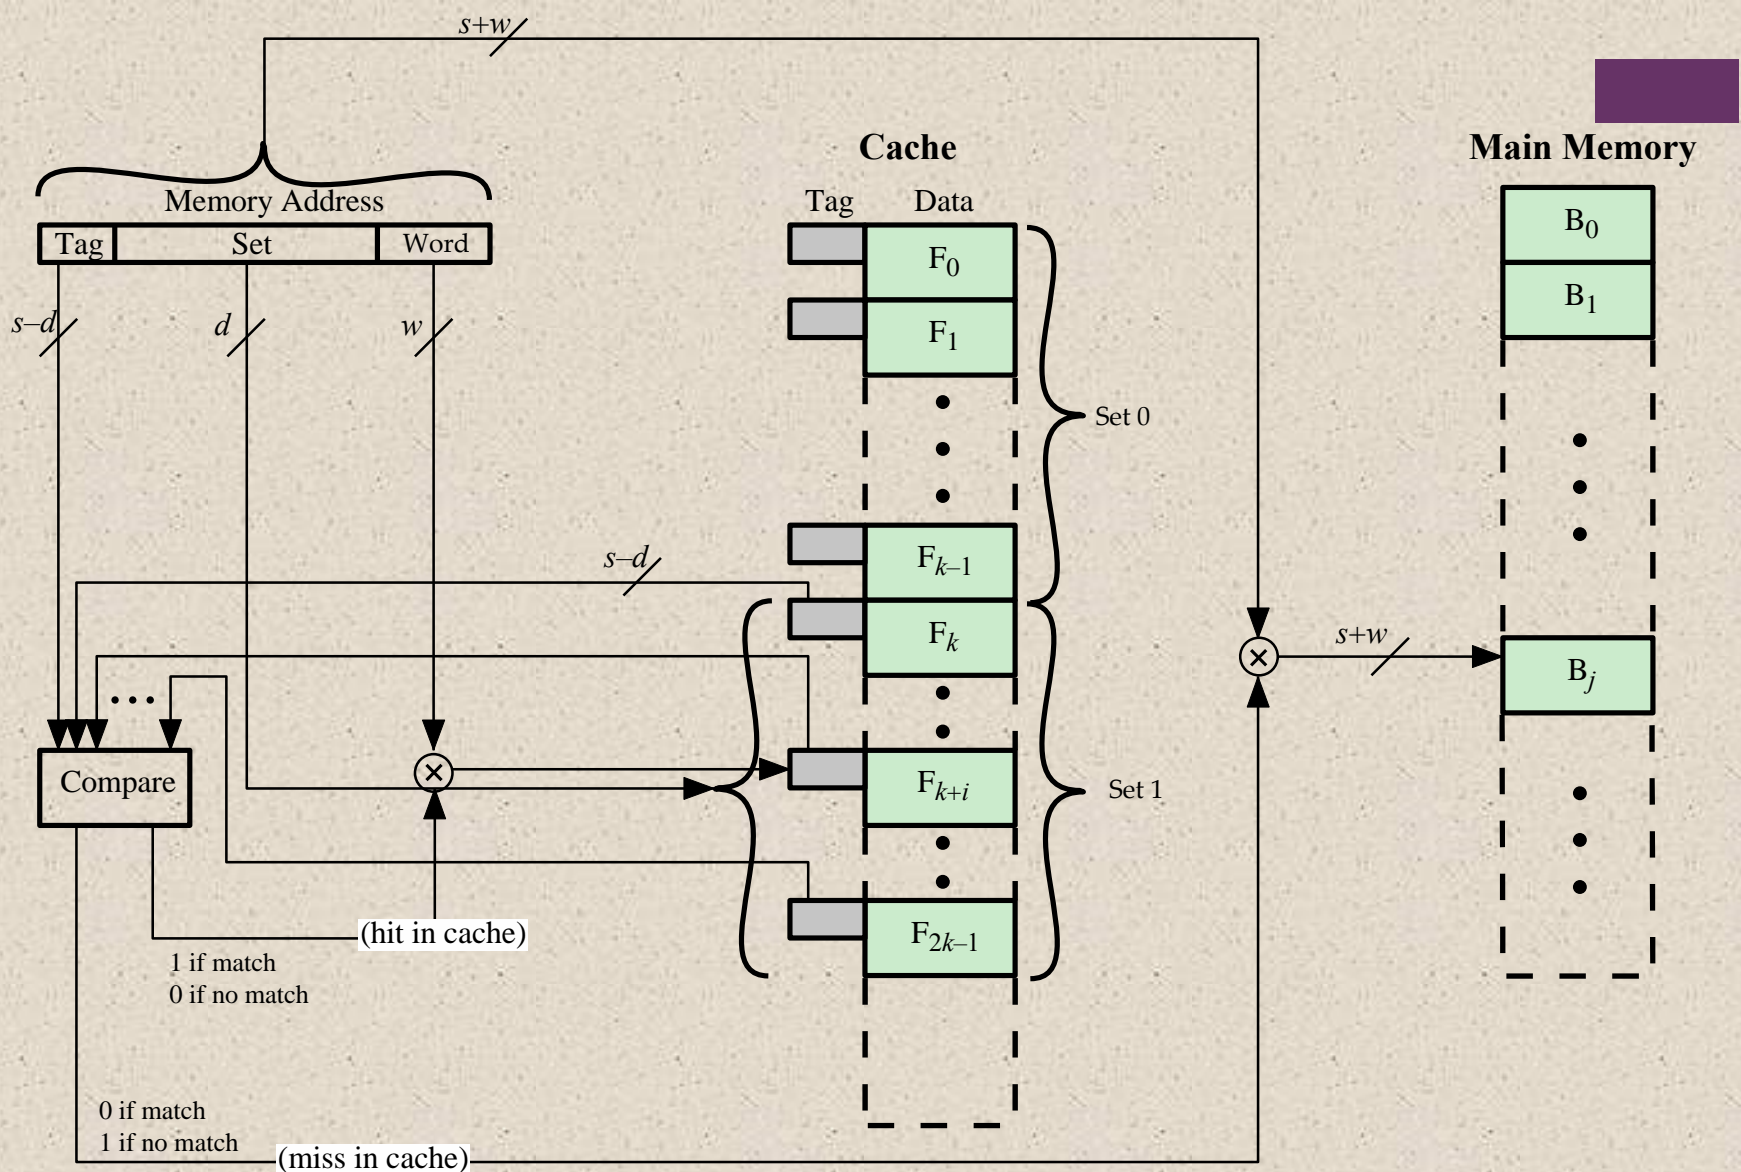 s+w
Cache
Main Memory
Memory Address
Tag Data
Tag Set Word
B0
F0
B1
s–d d w
F1
Set 0
s–d
Fk–1
Fk
s+w
Bj
• • •
Compare
Fk+i
Set 1
(hit in cache)
F2k–1
1 if match
0 if no match
0 if match
1 if no match
(miss in cache)